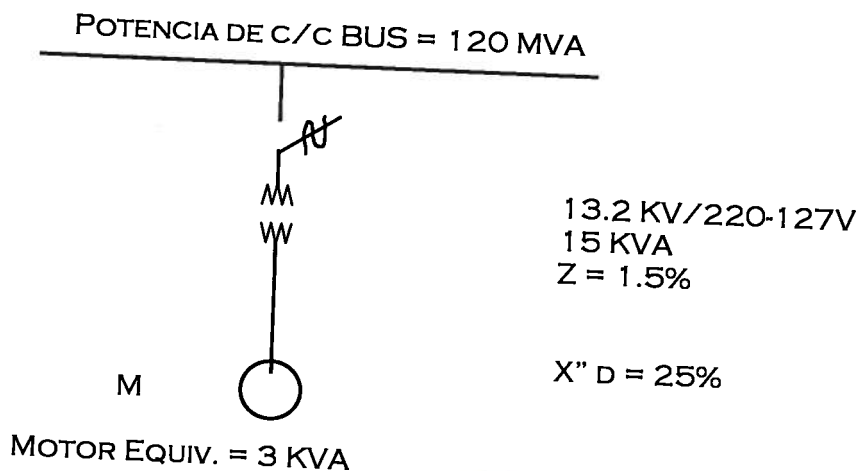 POTENCIA DE C/C BUS = 120 MVA
13.2 KV/220-127V
15 KVA
Z = 1.5%
X" D = 25%
M
MOTOR EQUIV. = 3 KVA